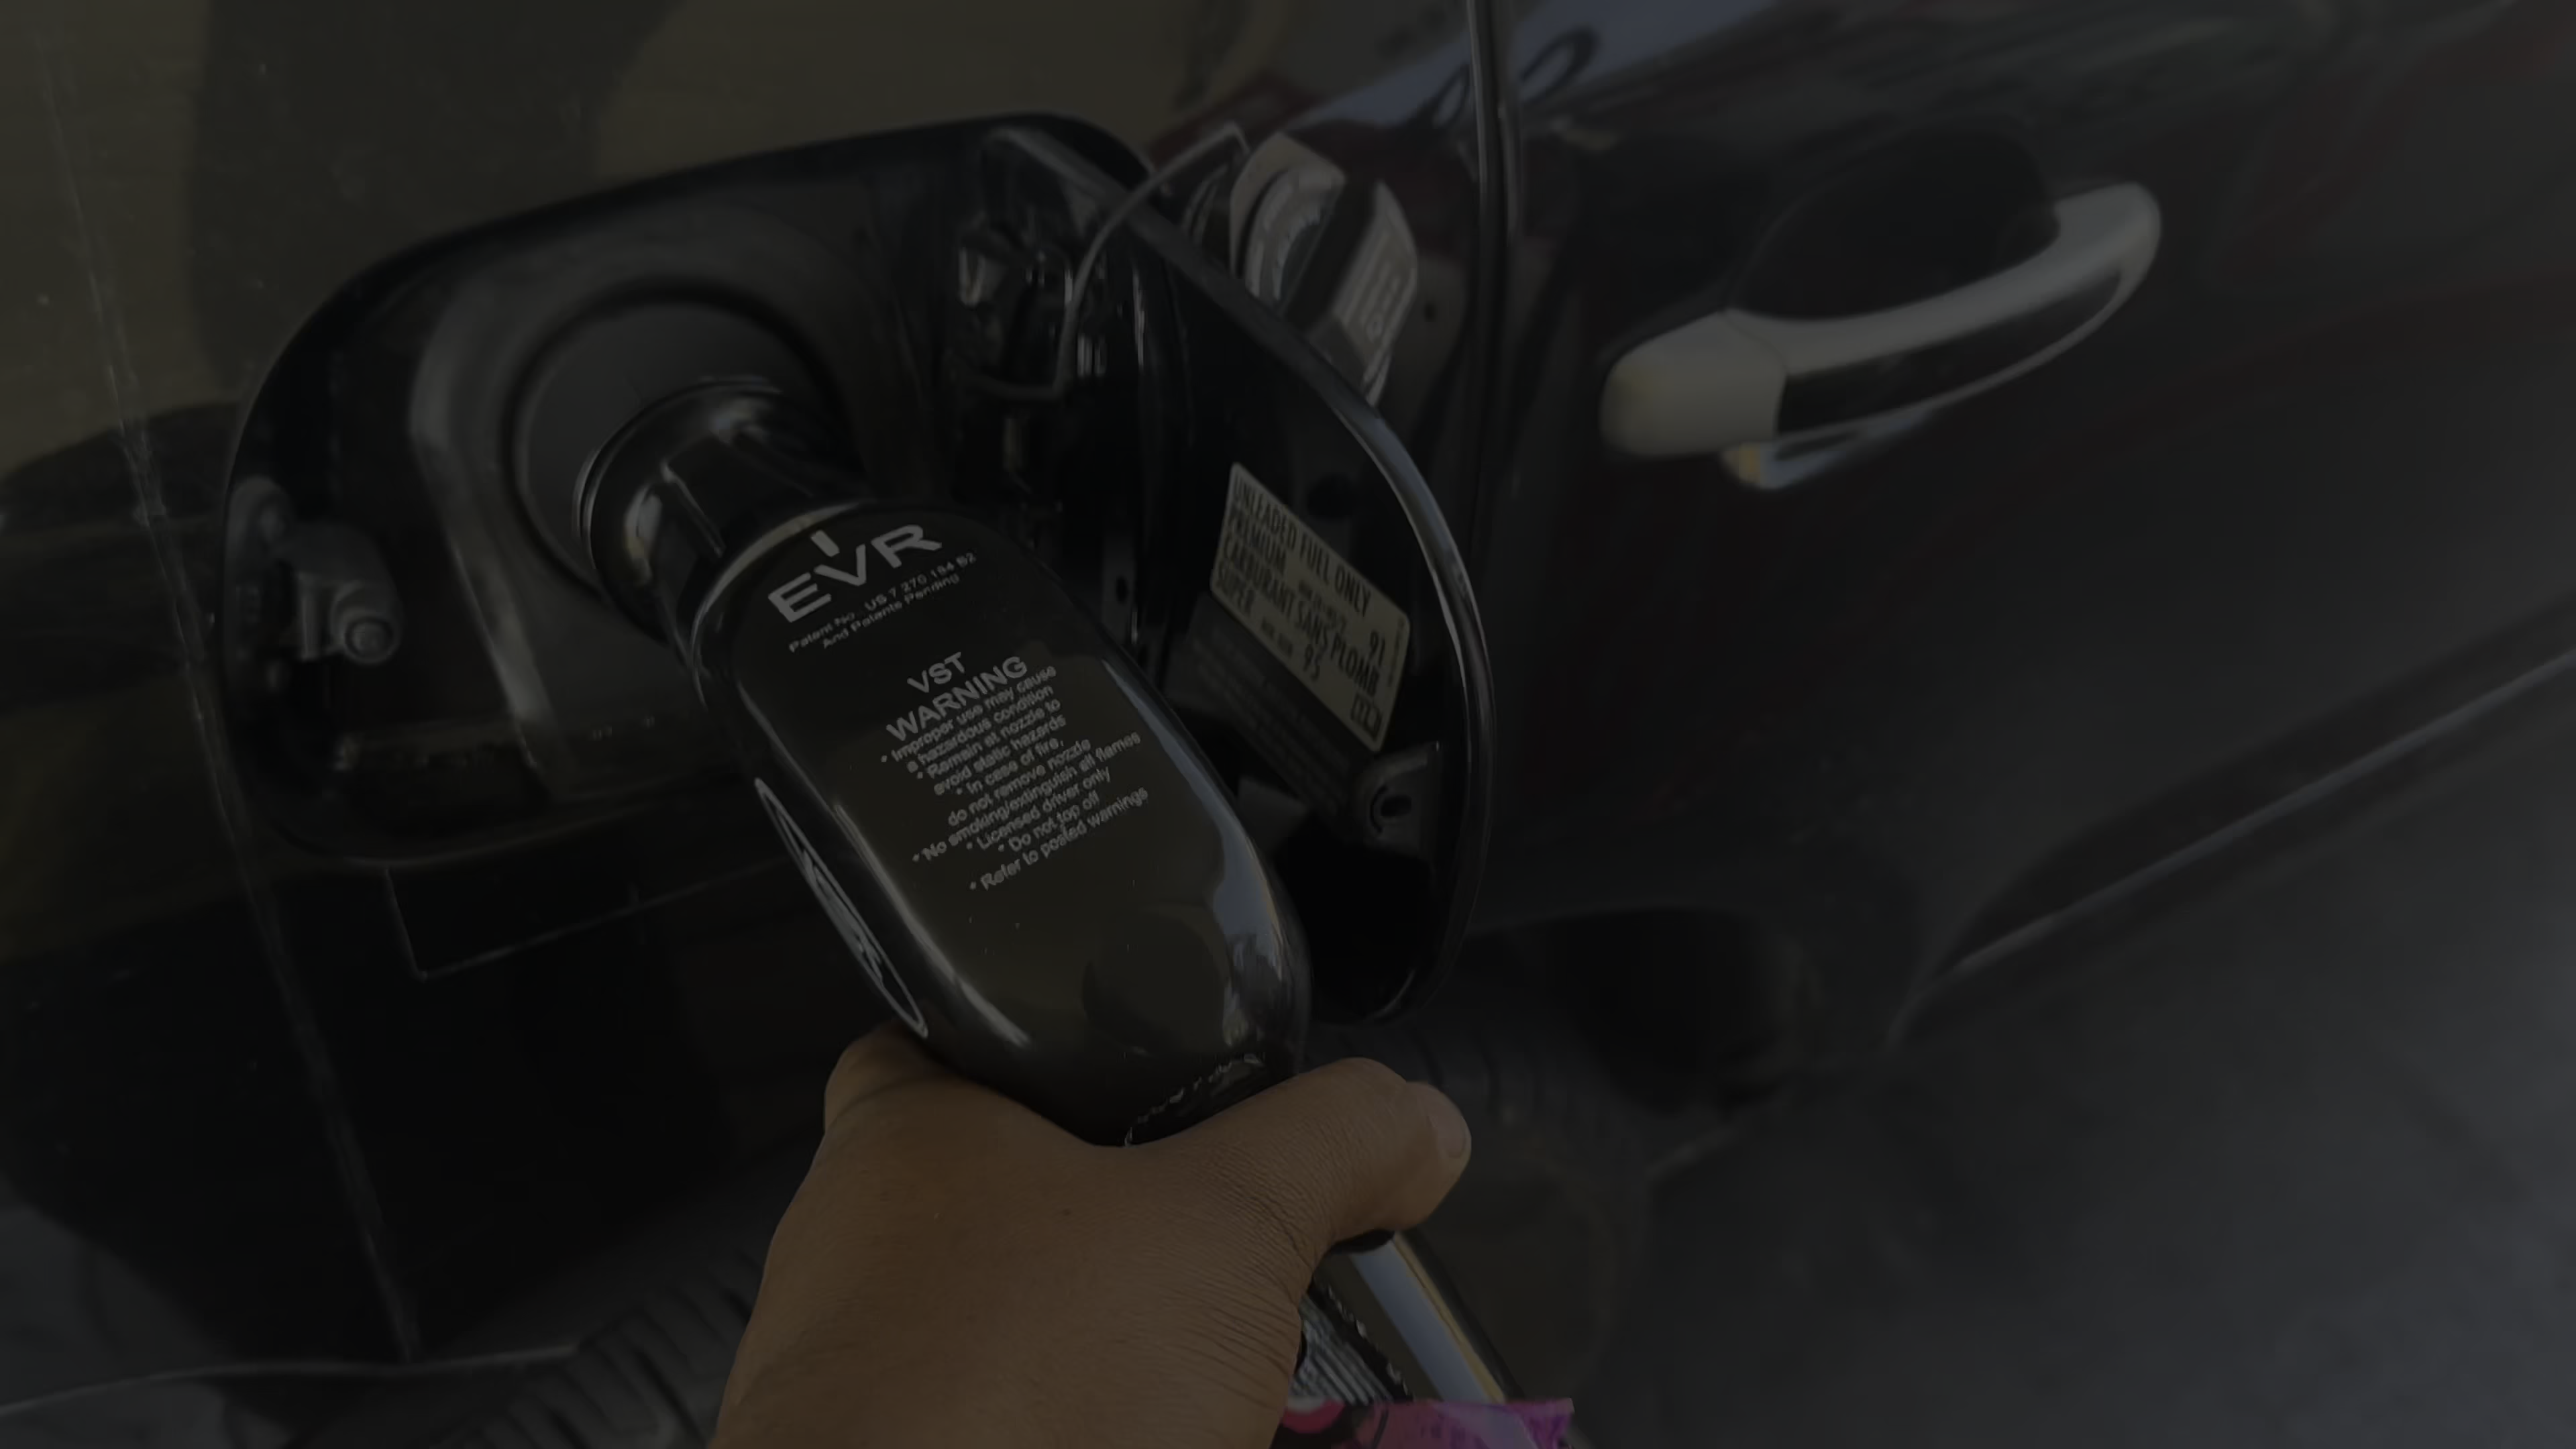 EVR
Patent No. US 7 270 154 B2
And Patents Pending
VST
WARNING
* Improper use may cause
a hazardous condition
* Remain at nozzle to
avoid static hazards
* In case of fire,
do not remove nozzle
* No smoking/extinguish all flames
* Licensed driver only
* Do not top off
* Refer to posted warnings
UNLEADED FUEL ONLY
PREMIUM 91
CARBURANT SANS PLOMB
SUPER 95